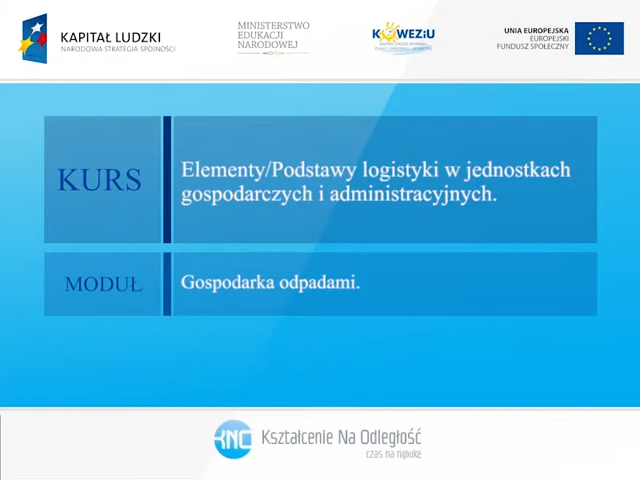 KAPITAŁ LUDZKI
NARODOWA STRATEGIA SPÓJNOŚCI
MINISTERSTWO
EDUKACJI
NARODOWEJ
KOWEZiU
UNIA EUROPEJSKA
EUROPEJSKI
FUNDUSZ SPOŁECZNY
KURS
Elementy/Podstawy logistyki w jednostkach
gospodarczych i administracyjnych.
MODUŁ
Gospodarka odpadami.
KNO Kształcenie Na Odległość
czas na n@ukę